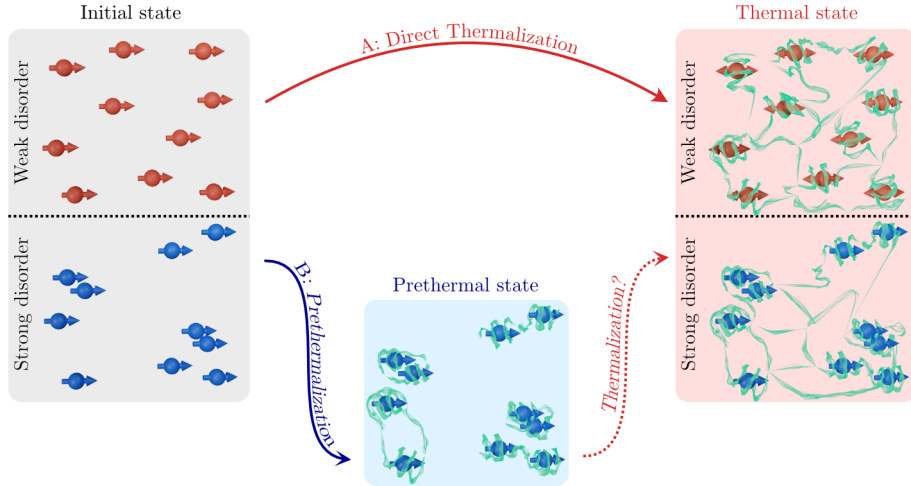 Initial state
A: Direct Thermalization
Thermal state
Weak disorder
Weak disorder
Strong disorder
B: Prethermalization
Prethermal state
Thermalization?
Strong disorder